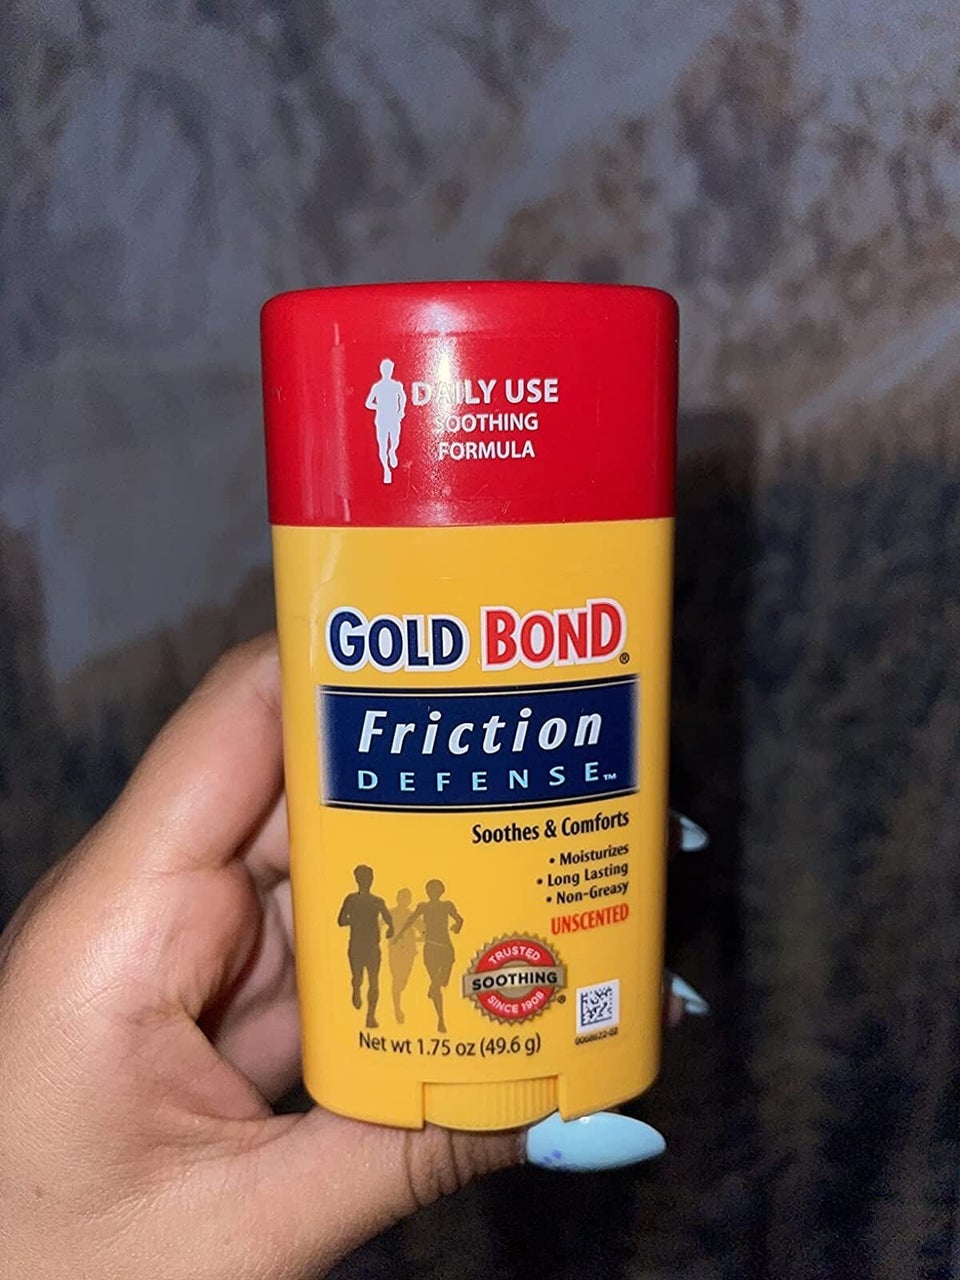 DAILY USE
SOOTHING
FORMULA
GOLD BOND®
Friction
DEFENSE™
Soothes & Comforts
• Moisturizes
• Long Lasting
• Non-Greasy
UNSCENTED
TRUSTED
SOOTHING®
SINCE 1908
Net wt 1.75 oz (49.6 g)